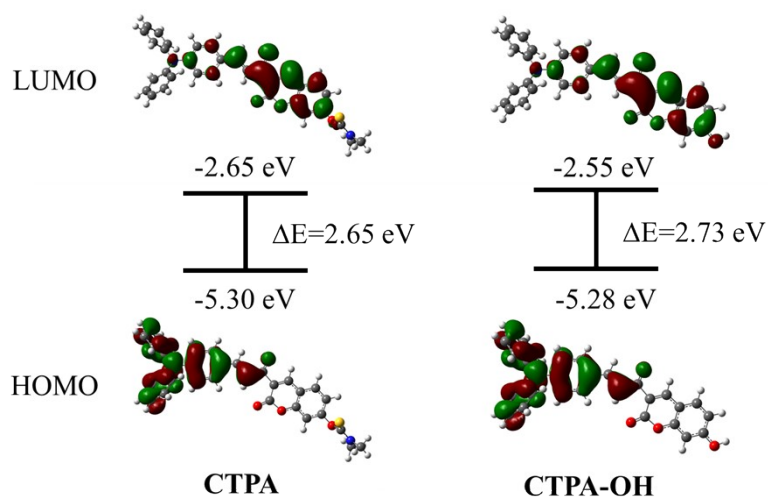 LUMO
-2.65 eV
-2.55 eV
ΔE=2.65 eV
ΔE=2.73 eV
-5.30 eV
-5.28 eV
HOMO
CTPA
CTPA-OH